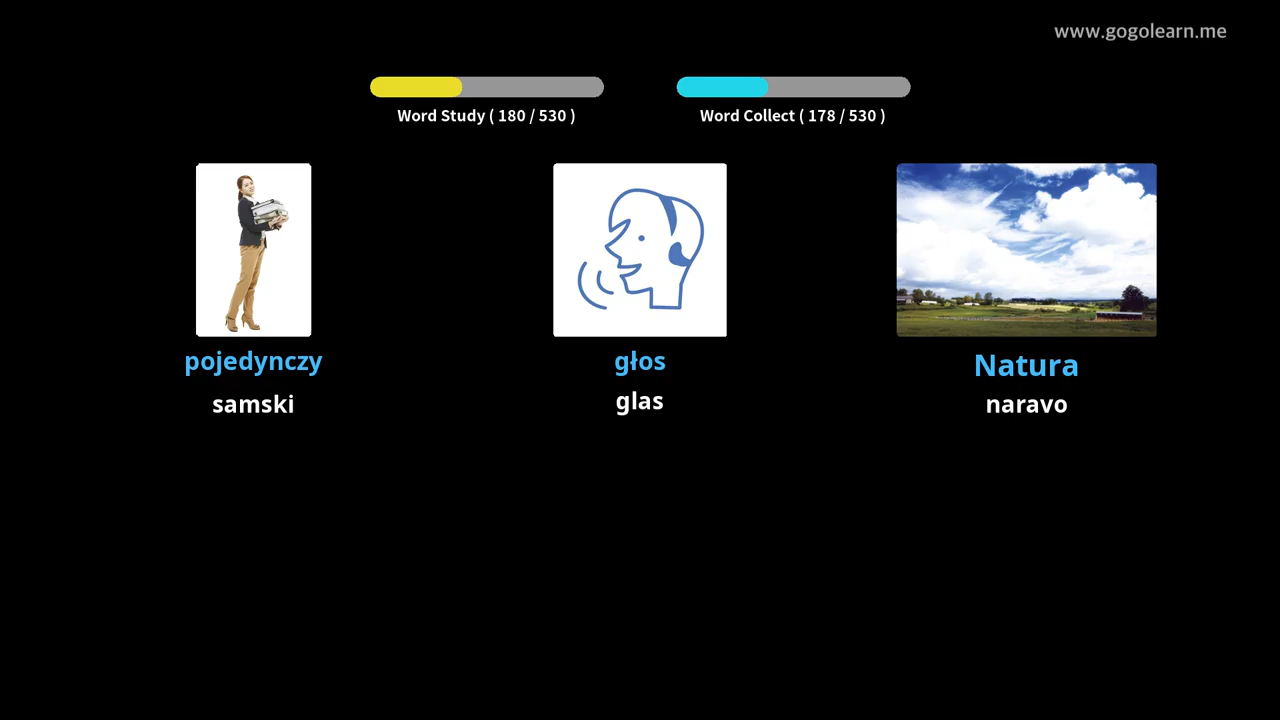 www.gogolearn.me
Word Study ( 180 / 530 )
Word Collect ( 178 / 530 )
pojedynczy
głos
Natura
samski
glas
naravo